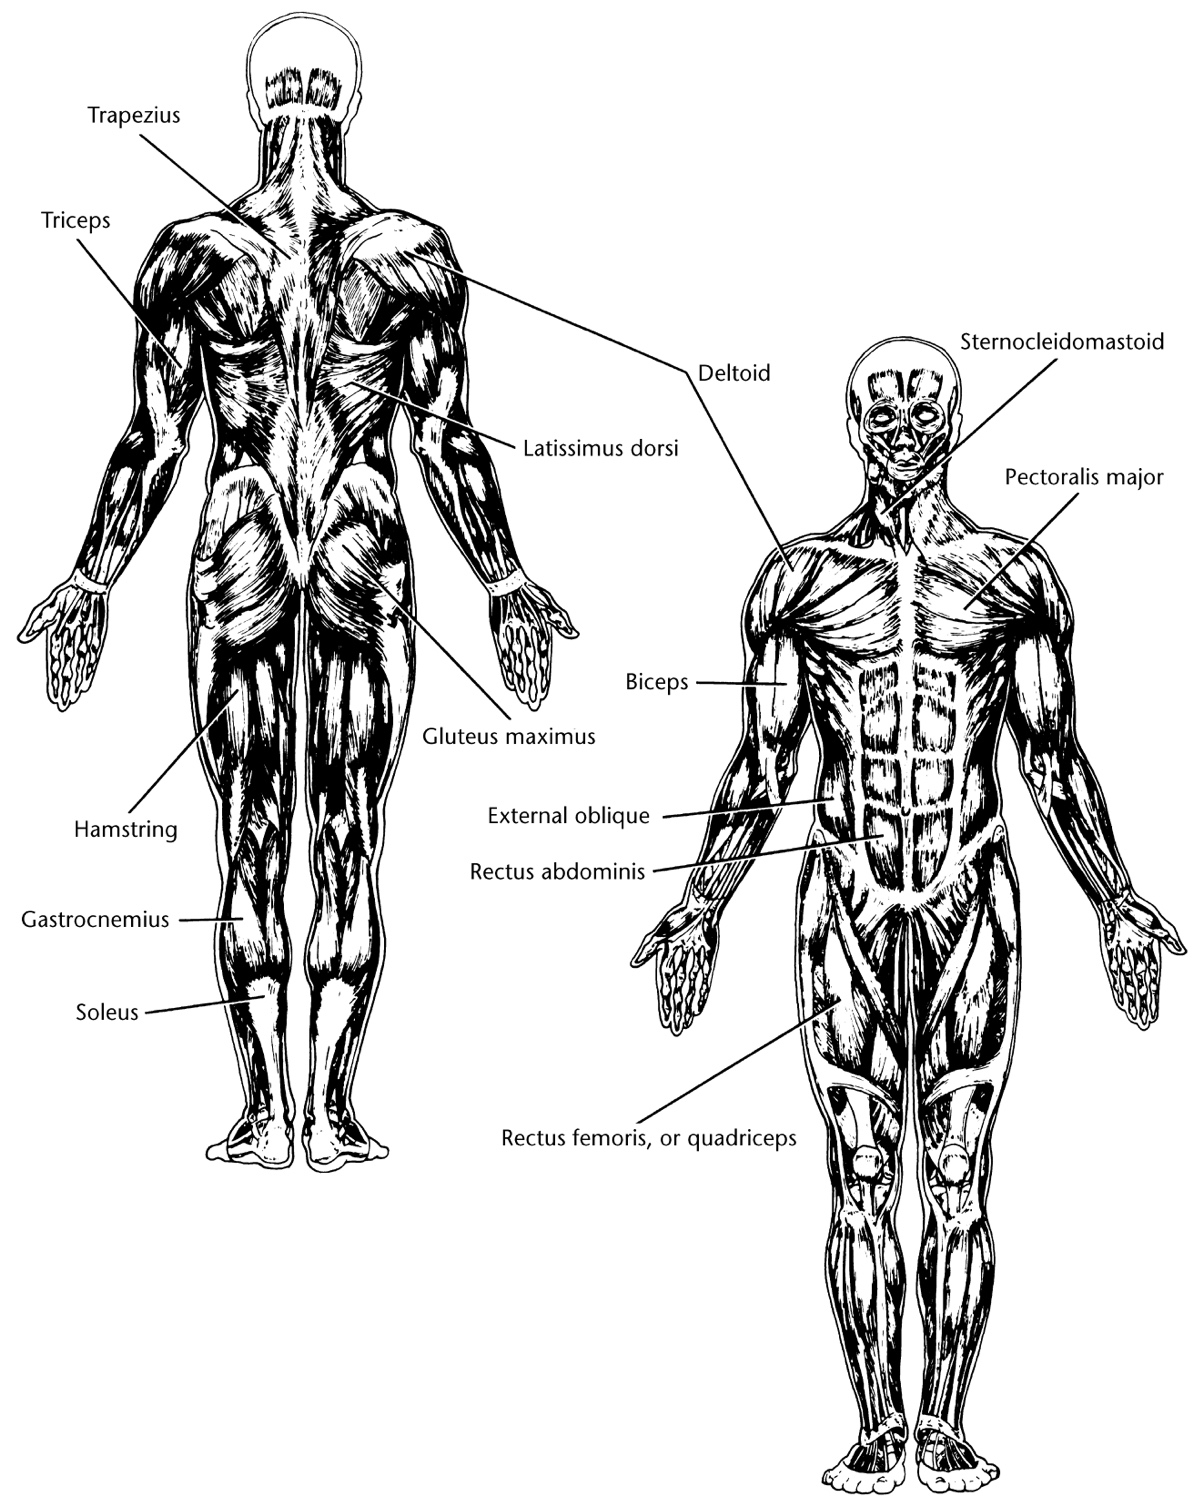 Trapezius
Triceps
Sternocleidomastoid
Deltoid
Latissimus dorsi
Pectoralis major
Biceps
Gluteus maximus
External oblique
Hamstring
Rectus abdominis
Gastrocnemius
Soleus
Rectus femoris, or quadriceps